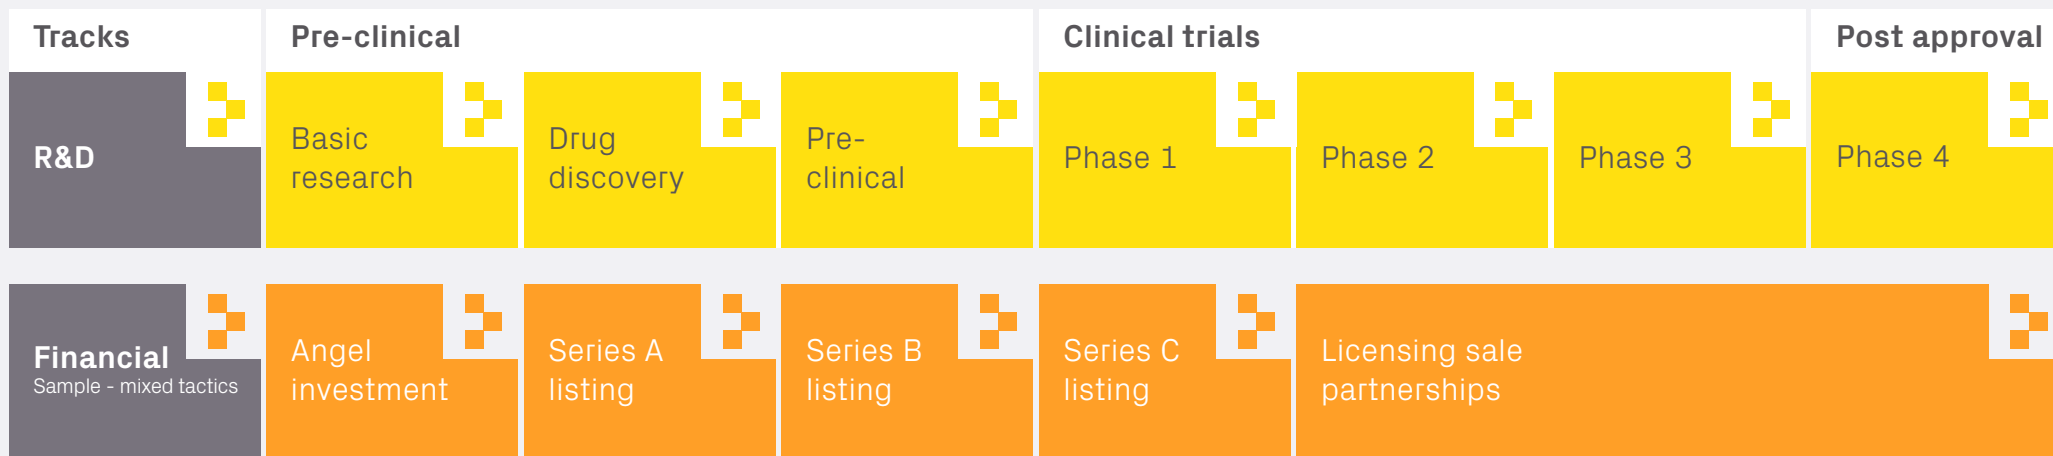 Tracks
Pre-clinical
Clinical trials
Post approval
R&D
Basic
research
Drug
discovery
Pre-
clinical
Phase 1
Phase 2
Phase 3
Phase 4
Financial
Sample - mixed tactics
Angel
investment
Series A
listing
Series B
listing
Series C
listing
Licensing sale
partnerships